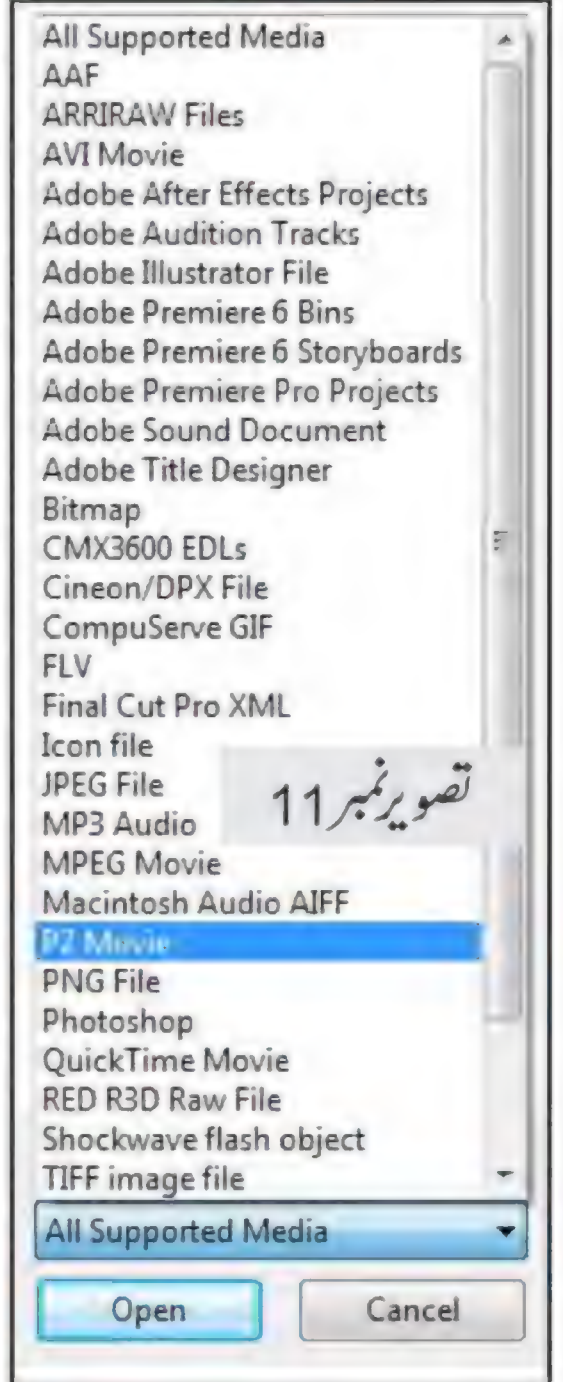 All Supported Media
AAF
ARRIRAW Files
AVI Movie
Adobe After Effects Projects
Adobe Audition Tracks
Adobe Illustrator File
Adobe Premiere 6 Bins
Adobe Premiere 6 Storyboards
Adobe Premiere Pro Projects
Adobe Sound Document
Adobe Title Designer
Bitmap
CMX3600 EDLs
Cineon/DPX File
CompuServe GIF
FLV
Final Cut Pro XML
Icon file
JPEG File
تصویر نمبر 11
MP3 Audio
MPEG Movie
Macintosh Audio AIFF
P2 Movie
PNG File
Photoshop
QuickTime Movie
RED R3D Raw File
Shockwave flash object
TIFF image file
All Supported Media
Open Cancel